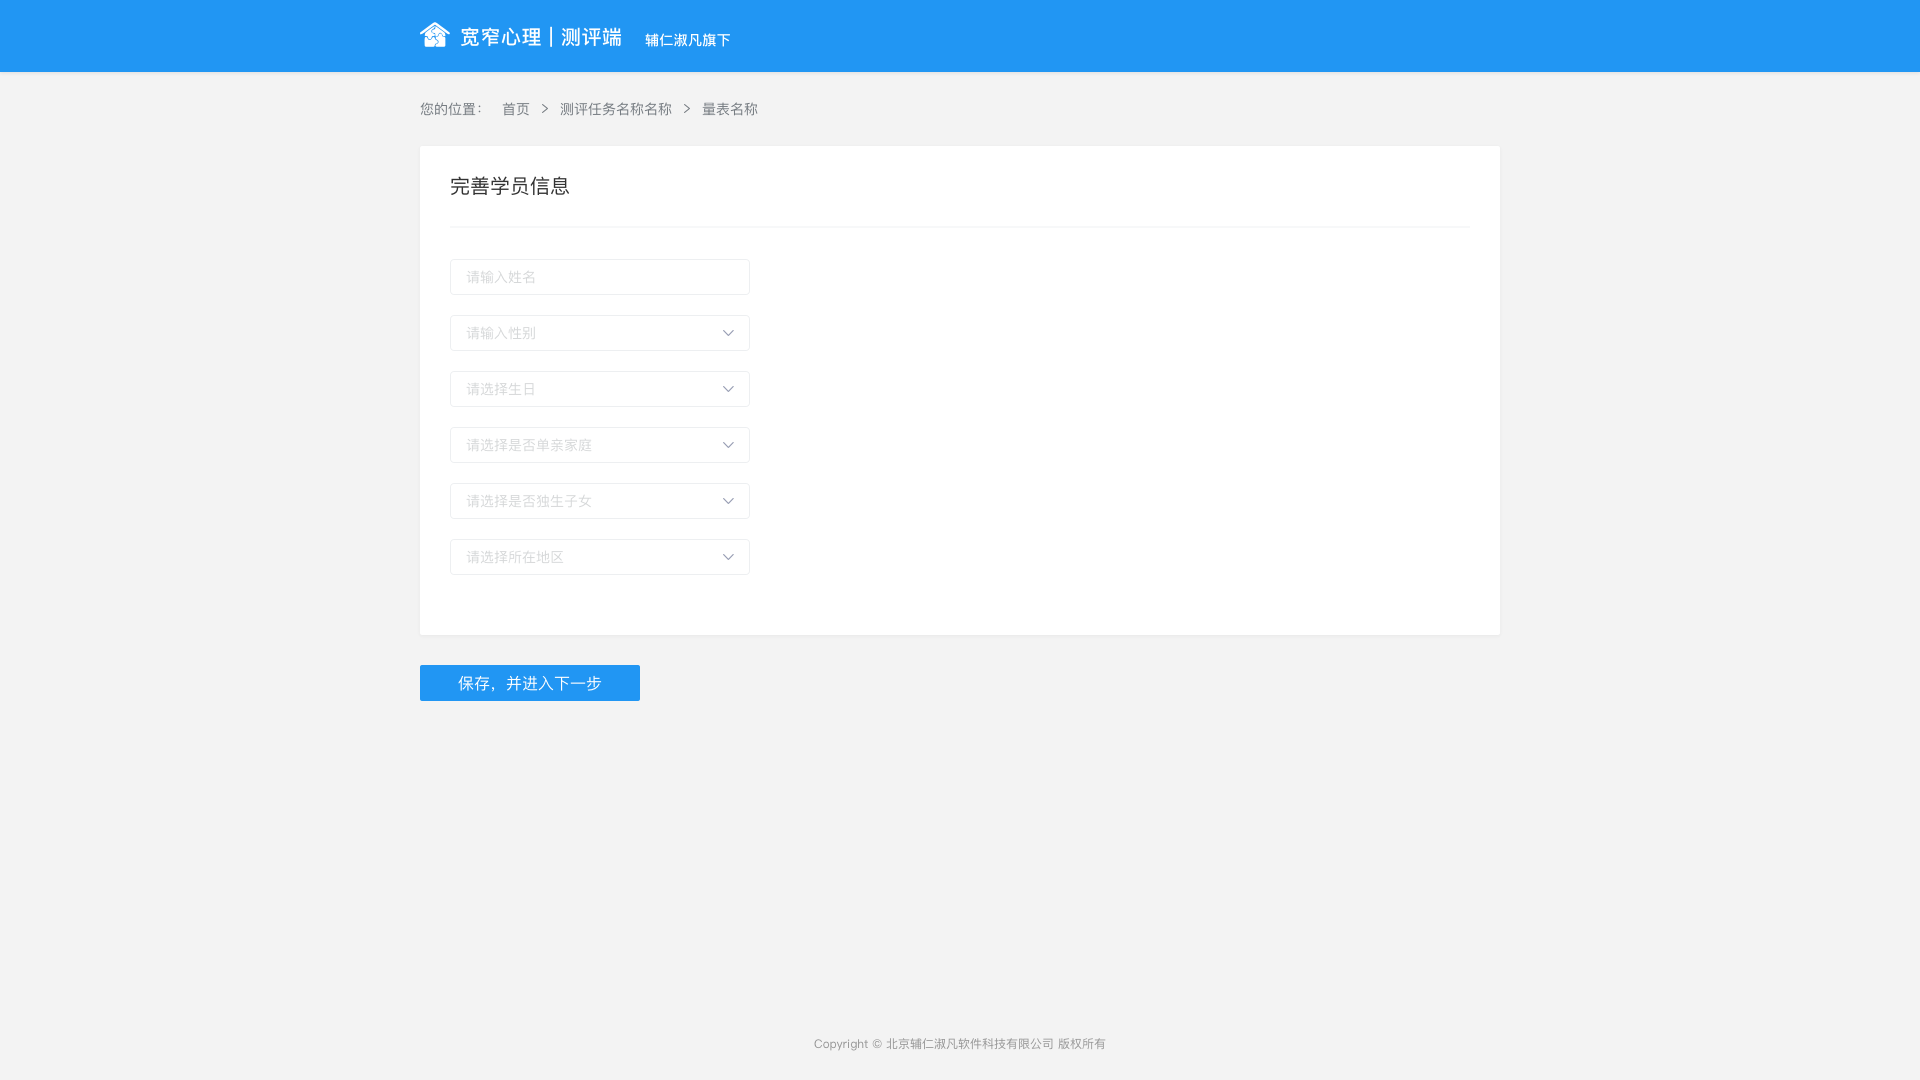 宽窄心理 | 测评端 辅仁淑凡旗下
您的位置： 首页 > 测评任务名称名称 > 量表名称
完善学员信息
请输入姓名
请输入性别
请选择生日
请选择是否单亲家庭
请选择是否独生子女
请选择所在地区
保存，并进入下一步
Copyright © 北京辅仁淑凡软件科技有限公司 版权所有